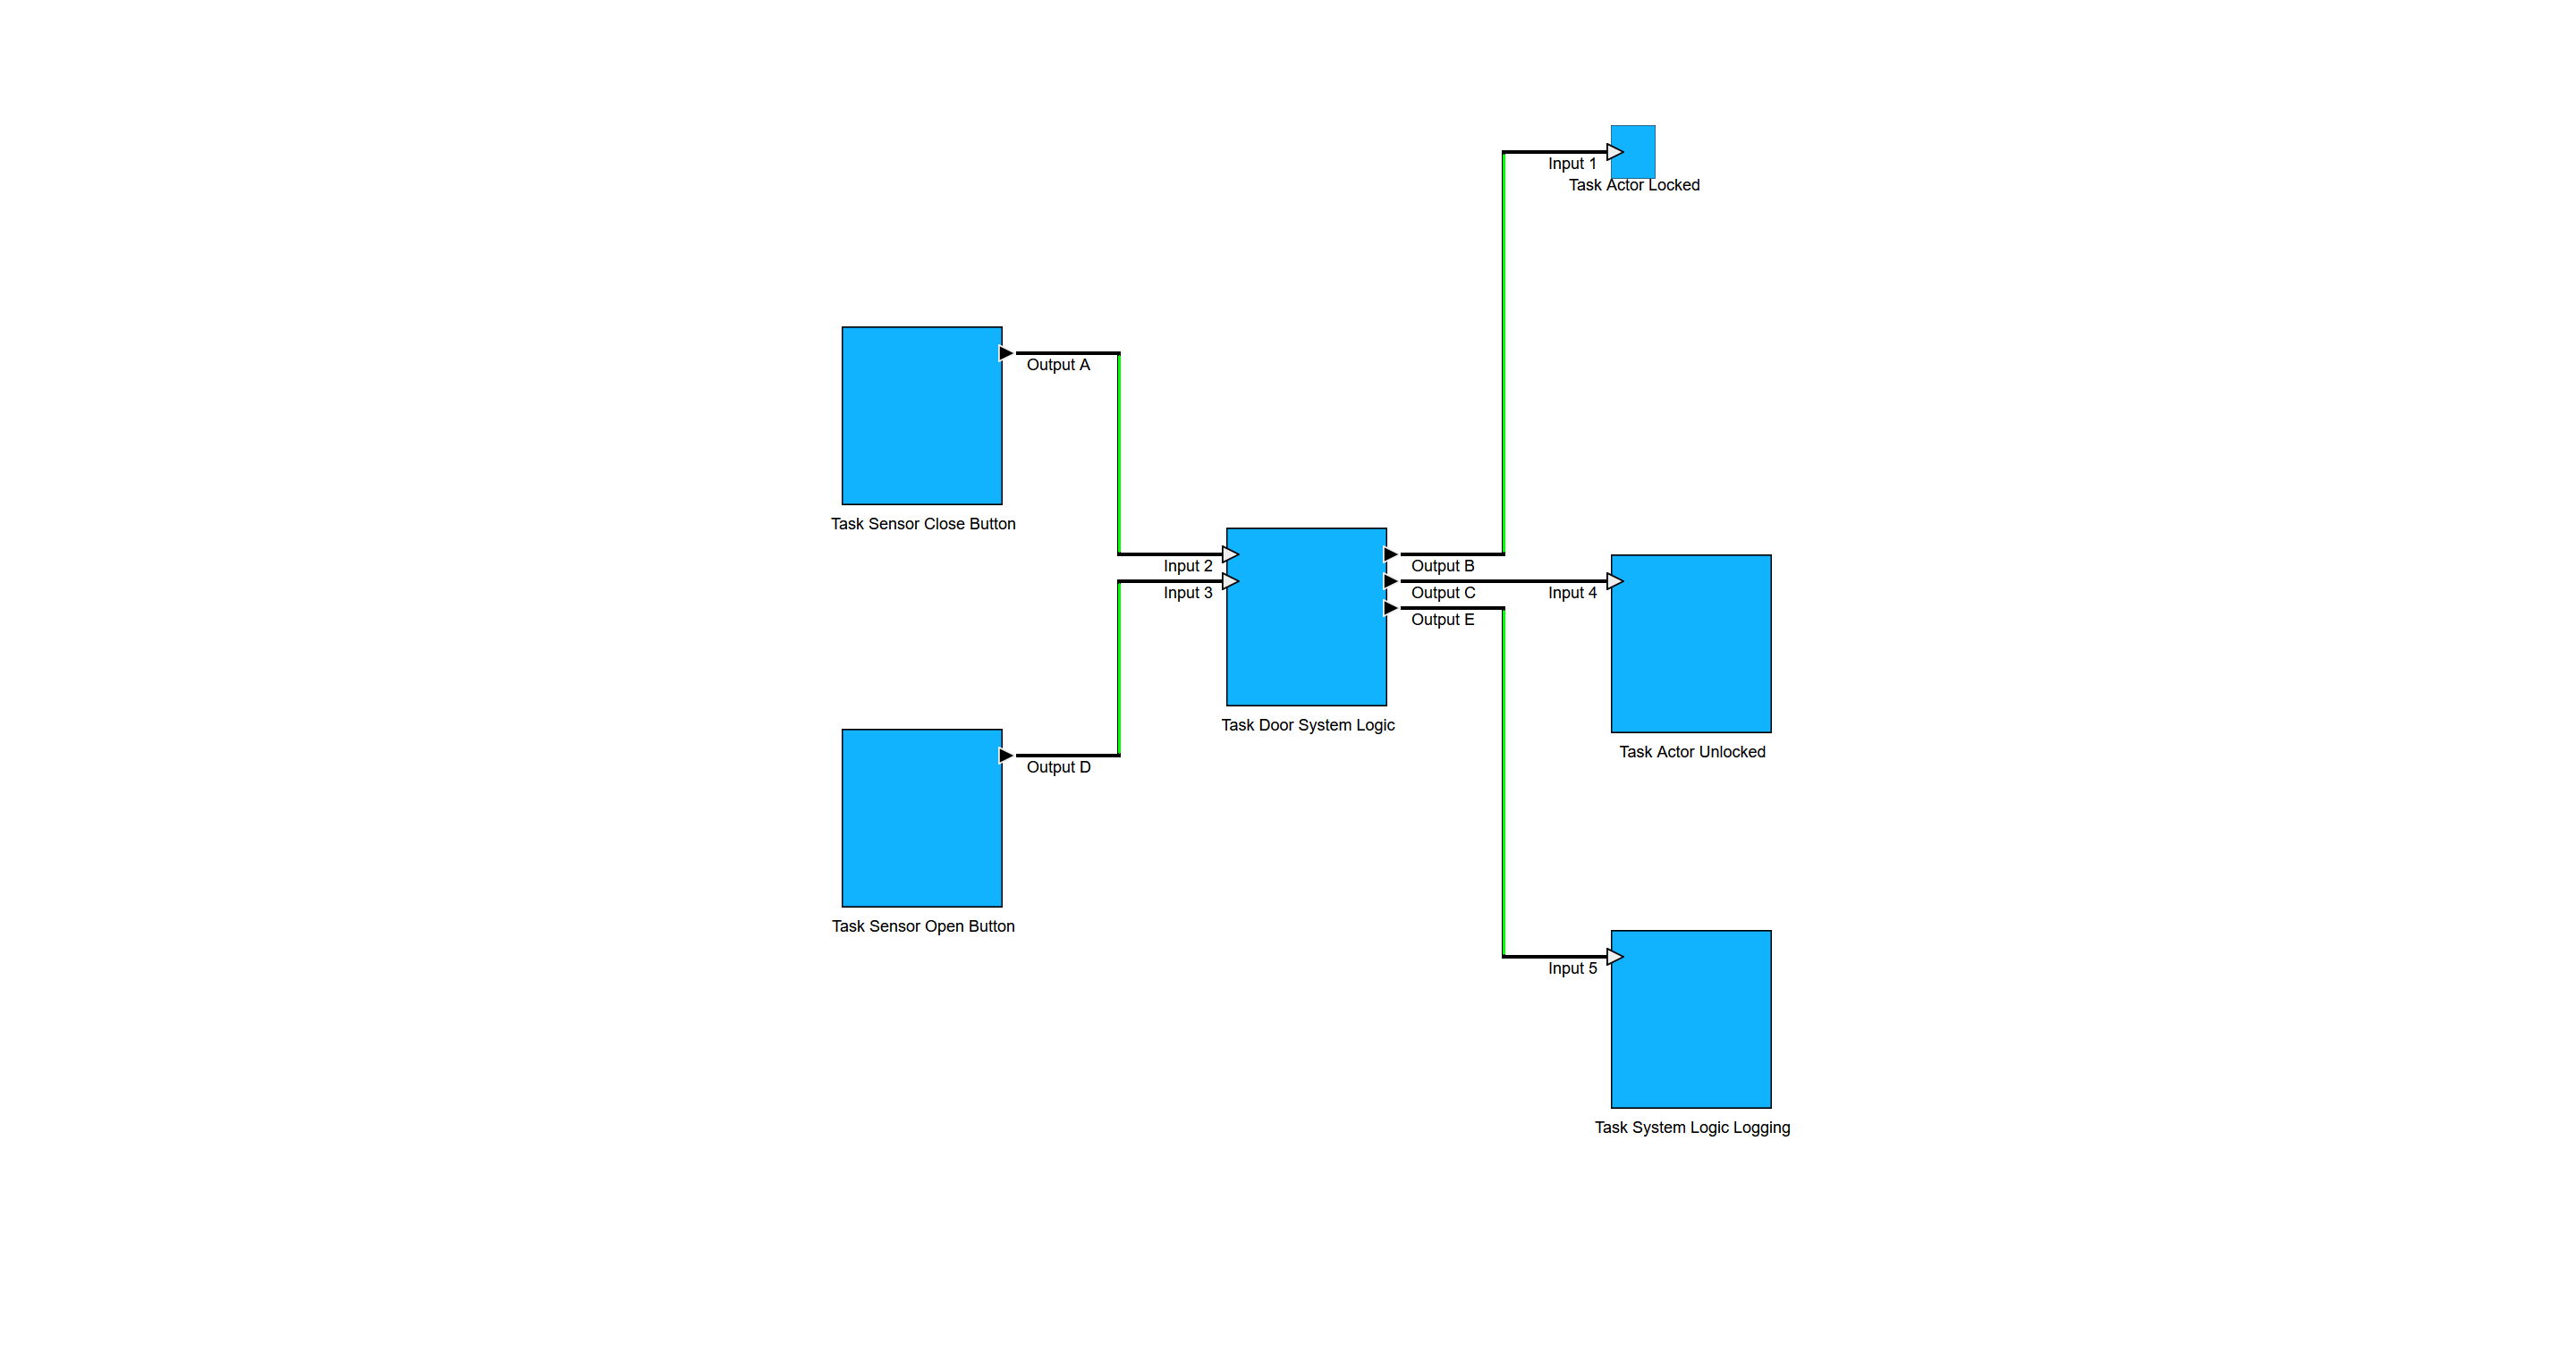 Input 1
Task Actor Locked
Output A
Task Sensor Close Button
Input 2
Output B
Input 3
Output C
Input 4
Output E
Task Door System Logic
Task Actor Unlocked
Output D
Task Sensor Open Button
Input 5
Task System Logic Logging